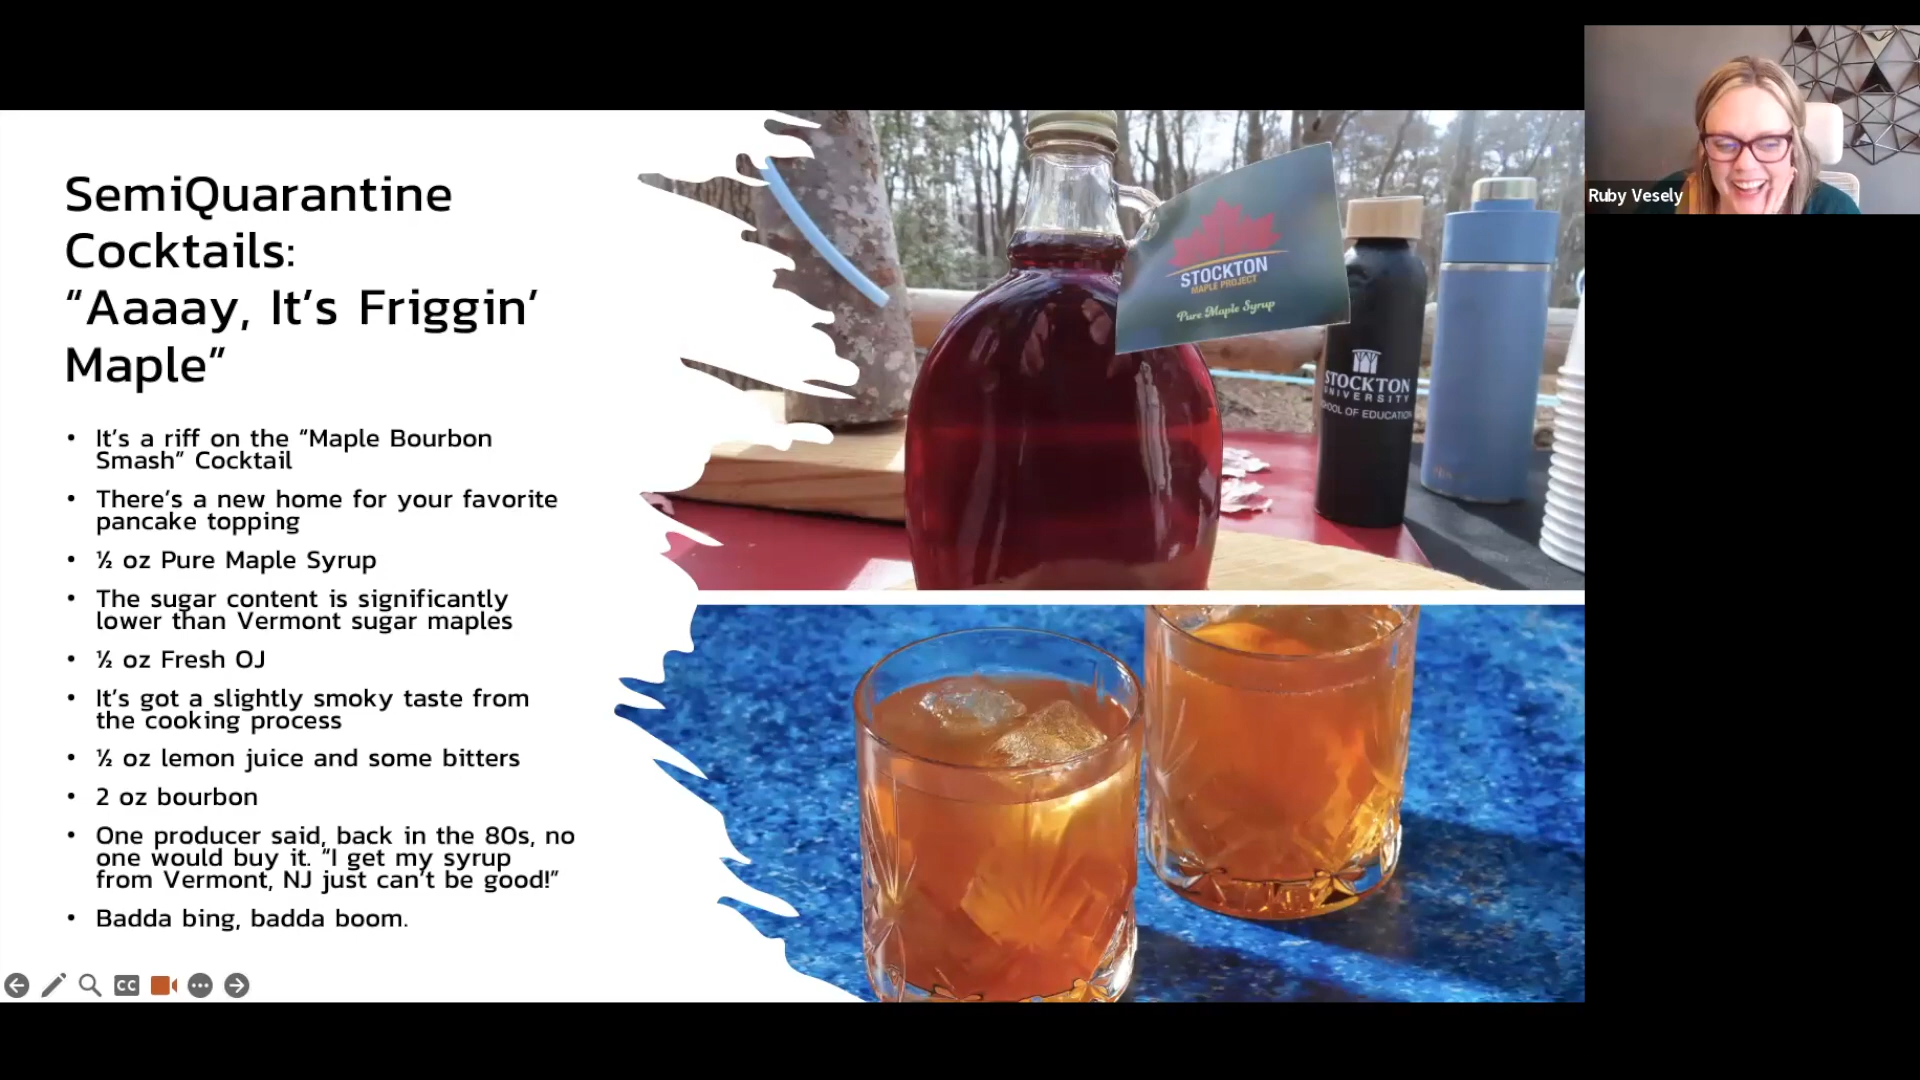 SemiQuarantine
Cocktails:
“Aaaay, It’s Friggin’
Maple”
• It’s a riff on the “Maple Bourbon
Smash” Cocktail
• There’s a new home for your favorite
pancake topping
• ½ oz Pure Maple Syrup
• The sugar content is significantly
lower than Vermont sugar maples
• ½ oz Fresh OJ
• It’s got a slightly smoky taste from
the cooking process
• ½ oz lemon juice and some bitters
• 2 oz bourbon
• One producer said, back in the 80s, no
one would buy it. “I get my syrup
from Vermont, NJ just can’t be good!”
• Badda bing, badda boom.
CC
STOCKTON
MAPLE PROJECT
Pure Maple Syrup
STOCKTON
UNIVERSITY
OF EDUCATION
Ruby Vesely